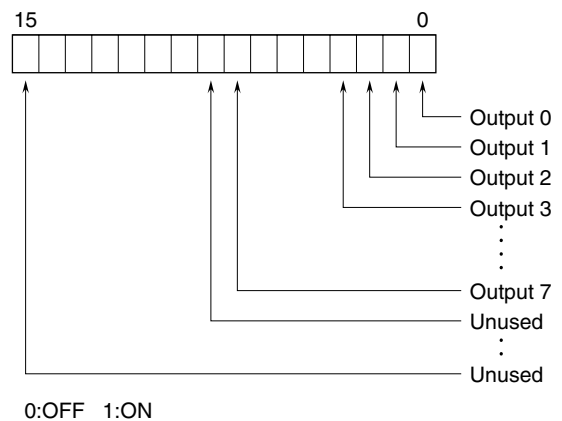 15 0
Output 0
Output 1
Output 2
Output 3
Output 7
Unused
Unused
0:OFF 1:ON